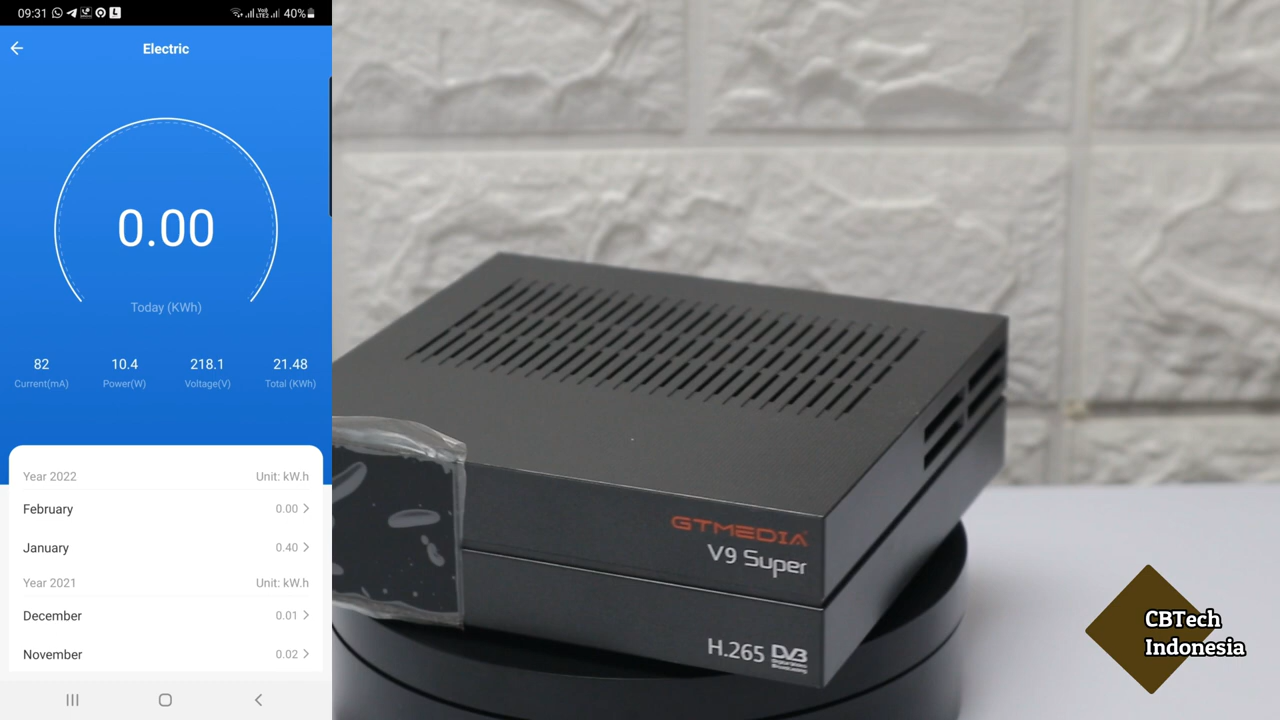 09:31
40%
Electric
0.00
Today (KWh)
82 10.4 218.1 21.48
Current(mA) Power(W) Voltage(V) Total (KWh)
Year 2022 Unit: kW.h
February 0.00
January 0.40
Year 2021 Unit: kW.h
December 0.01
November 0.02
GTMEDIA
V9 Super
H.265 DVB
CBTech
Indonesia